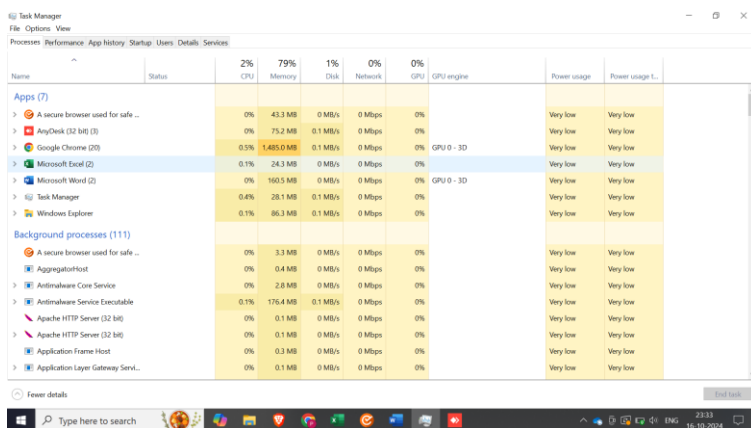 Task Manager
File Options View
Processes Performance App history Startup Users Details Services
2% 79% 1% 0% 0%
Name Status CPU Memory Disk Network GPU GPU engine Power usage Power usage t...
Apps (7)
A secure browser used for safe ... 0% 43.3 MB 0 MB/s 0 Mbps 0% Very low Very low
AnyDesk (32 bit) (3) 0% 75.2 MB 0.1 MB/s 0 Mbps 0% Very low Very low
Google Chrome (20) 0.5% 1,485.0 MB 0.1 MB/s 0 Mbps 0% GPU 0 - 3D Very low Very low
Microsoft Excel (2) 0.1% 24.3 MB 0 MB/s 0 Mbps 0% Very low Very low
Microsoft Word (2) 0% 160.5 MB 0 MB/s 0 Mbps 0% GPU 0 - 3D Very low Very low
Task Manager 0.4% 28.1 MB 0.1 MB/s 0 Mbps 0% Very low Very low
Windows Explorer 0.1% 86.3 MB 0.1 MB/s 0 Mbps 0% Very low Very low
Background processes (111)
A secure browser used for safe ... 0% 3.3 MB 0 MB/s 0 Mbps 0% Very low Very low
AggregatorHost 0% 0.4 MB 0 MB/s 0 Mbps 0% Very low Very low
Antimalware Core Service 0% 2.8 MB 0 MB/s 0 Mbps 0% Very low Very low
Antimalware Service Executable 0.1% 176.4 MB 0.1 MB/s 0 Mbps 0% Very low Very low
Apache HTTP Server (32 bit) 0% 0.1 MB 0 MB/s 0 Mbps 0% Very low Very low
Apache HTTP Server (32 bit) 0% 0.1 MB 0 MB/s 0 Mbps 0% Very low Very low
Application Frame Host 0% 0.3 MB 0 MB/s 0 Mbps 0% Very low Very low
Application Layer Gateway Servi... 0% 0.1 MB 0 MB/s 0 Mbps 0% Very low Very low
Fewer details End task
Type here to search ENG 23:33
16-10-2024